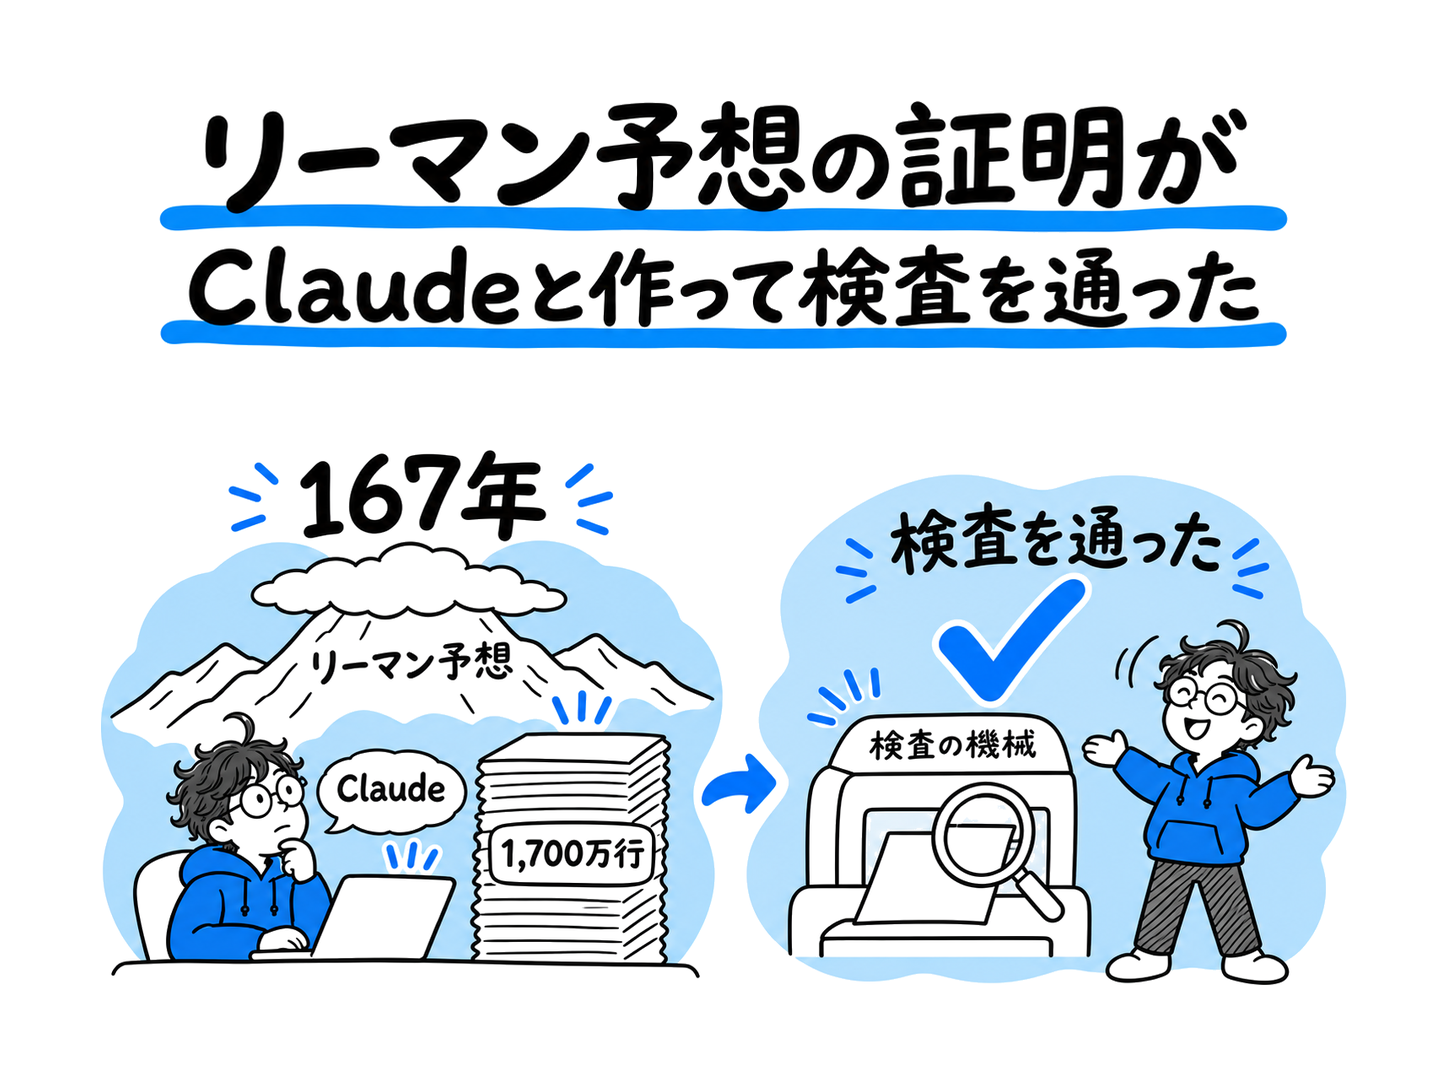 リーマン予想の証明が
Claudeと作って検査を通った
167年
リーマン予想
Claude
1,700万行
検査を通った
検査の機械